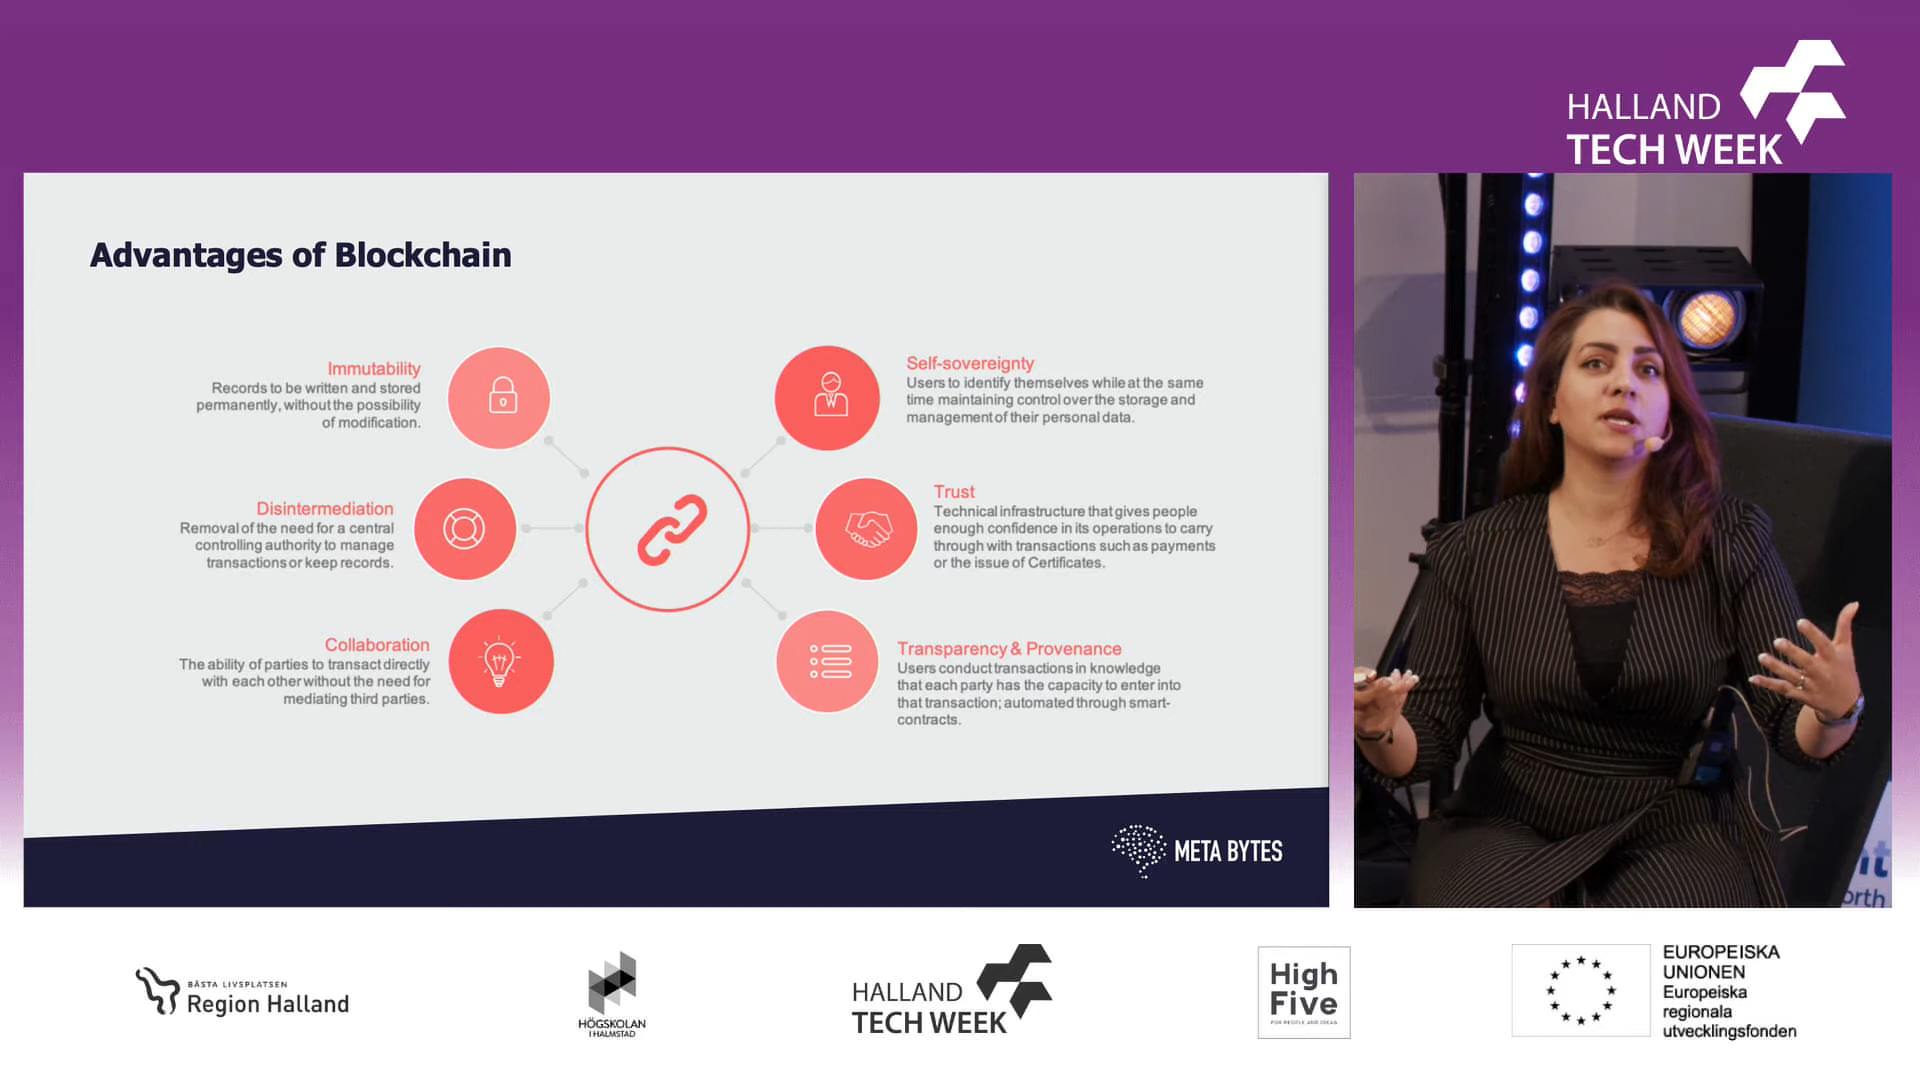 HALLAND
TECH WEEK
Advantages of Blockchain
Immutability
Records to be written and stored
permanently, without the possibility
of modification.
Disintermediation
Removal of the need for a central
controlling authority to manage
transactions or keep records.
Collaboration
The ability of parties to transact directly
with each other without the need for
mediating third parties.
Self-sovereignty
Users to identify themselves while at the same
time maintaining control over the storage and
management of their personal data.
Trust
Technical infrastructure that gives people
enough confidence in its operations to carry
through with transactions such as payments
or the issue of Certificates.
Transparency & Provenance
Users conduct transactions in knowledge
that each party has the capacity to enter into
that transaction; automated through smart-
contracts.
META BYTES
BÄSTA LIVSPLATSEN
Region Halland
HÖGSKOLAN
I HALMSTAD
HALLAND
TECH WEEK
High
Five
FOR PEOPLE AND IDEAS
EUROPEISKA
UNIONEN
Europeiska
regionala
utvecklingsfonden